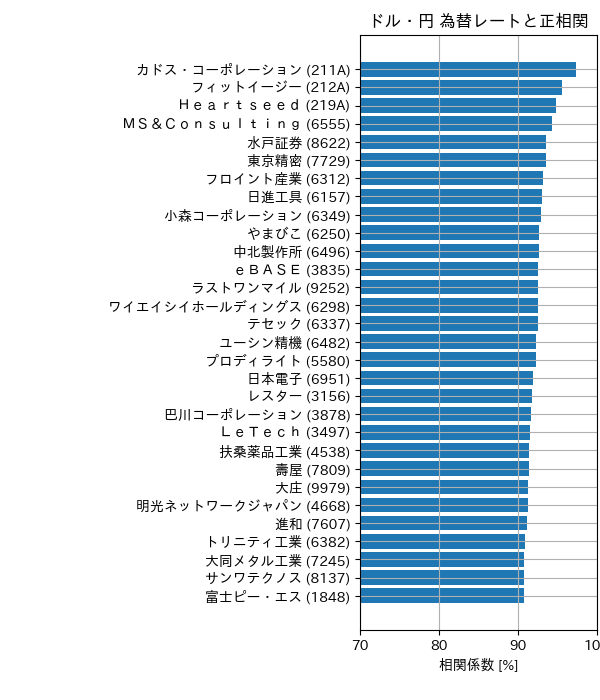 ドル・円 為替レートと正相関
カドス・コーポレーション (211A)
フィットイージー (212A)
Ｈｅａｒｔｓｅｅｄ (219A)
ＭＳ＆Ｃｏｎｓｕｌｔｉｎｇ (6555)
水戸証券 (8622)
東京精密 (7729)
フロイント産業 (6312)
日進工具 (6157)
小森コーポレーション (6349)
やまびこ (6250)
中北製作所 (6496)
ｅＢＡＳＥ (3835)
ラストワンマイル (9252)
ワイエイシイホールディングス (6298)
テセック (6337)
ユーシン精機 (6482)
プロディライト (5580)
日本電子 (6951)
レスター (3156)
巴川コーポレーション (3878)
ＬｅＴｅｃｈ (3497)
扶桑薬品工業 (4538)
壽屋 (7809)
大庄 (9979)
明光ネットワークジャパン (4668)
進和 (7607)
トリニティ工業 (6382)
大同メタル工業 (7245)
サンワテクノス (8137)
富士ピー・エス (1848)
70 80 90 10
相関係数 [%]